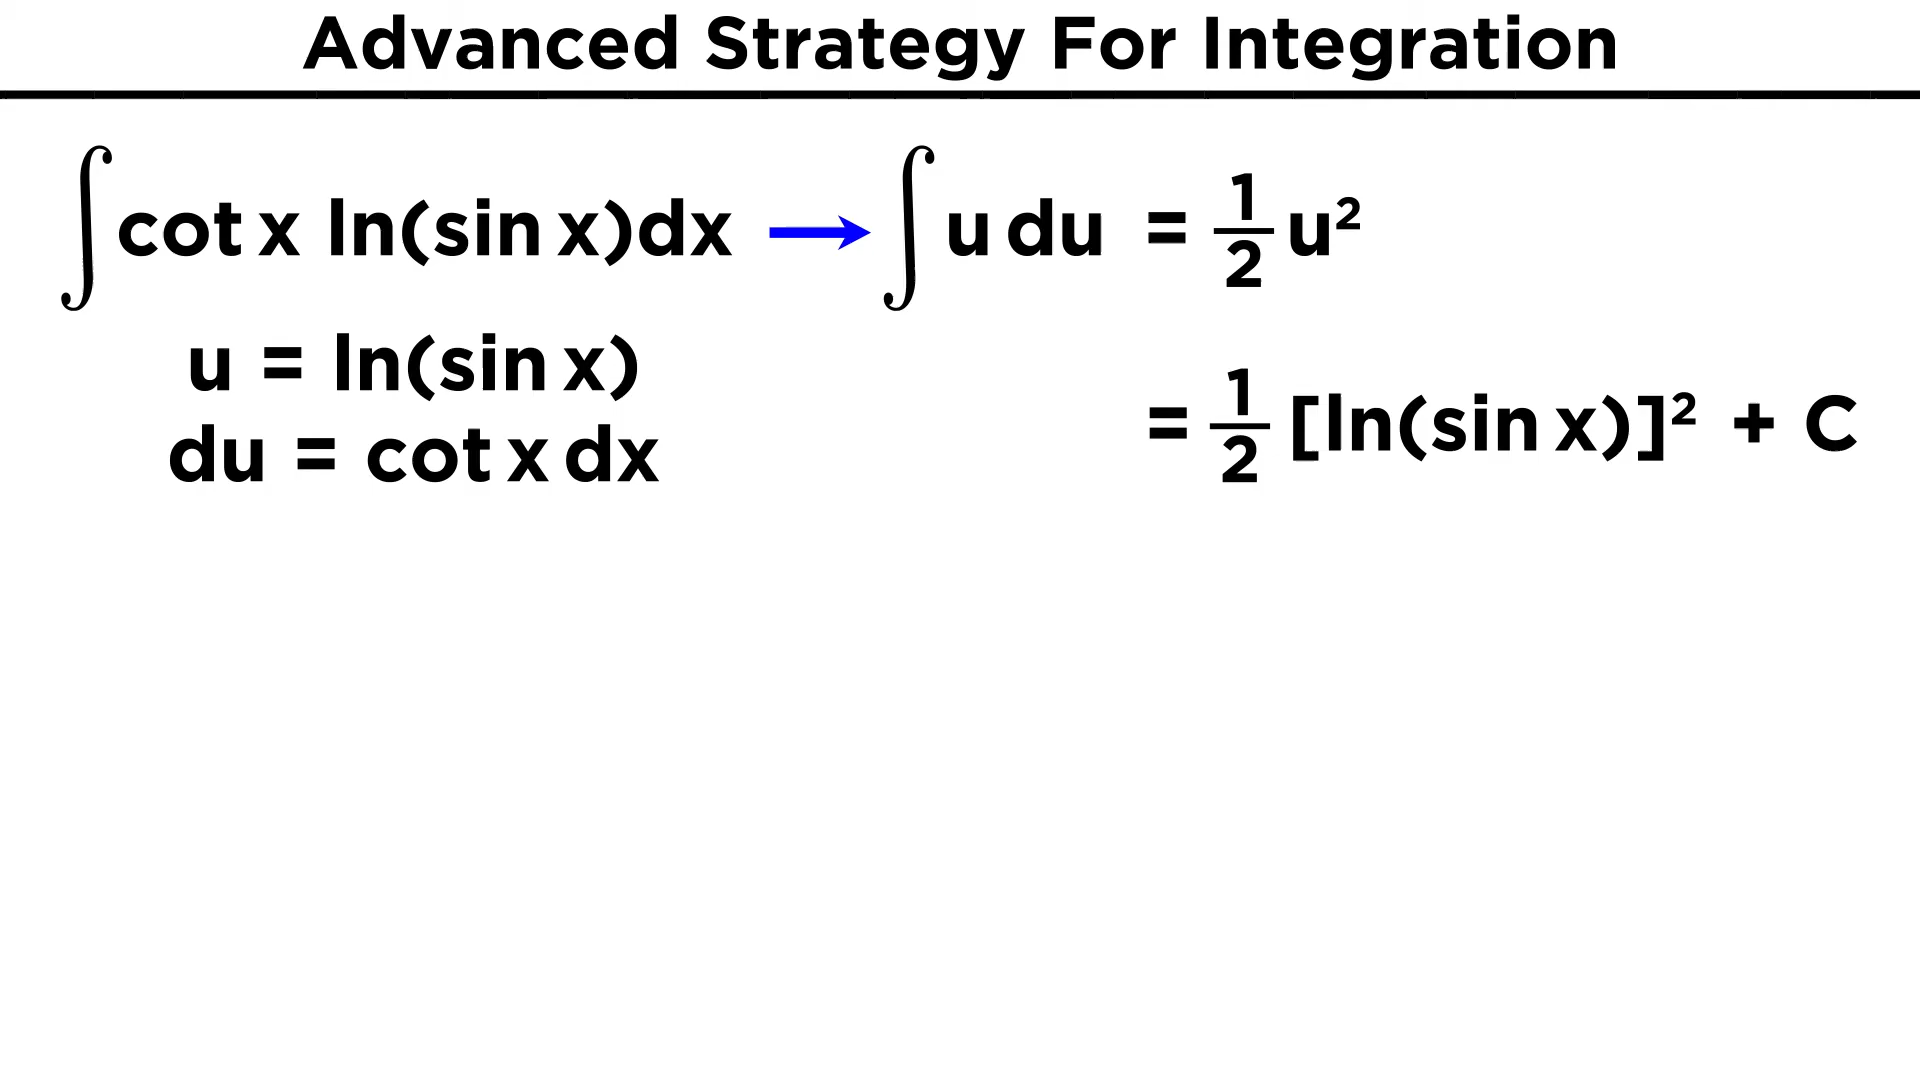 Advanced Strategy For Integration
∫cot x ln(sin x)dx → ∫u du = 1/2 u²
u = ln(sin x)
du = cot x dx
= 1/2 [ln(sin x)]² + C